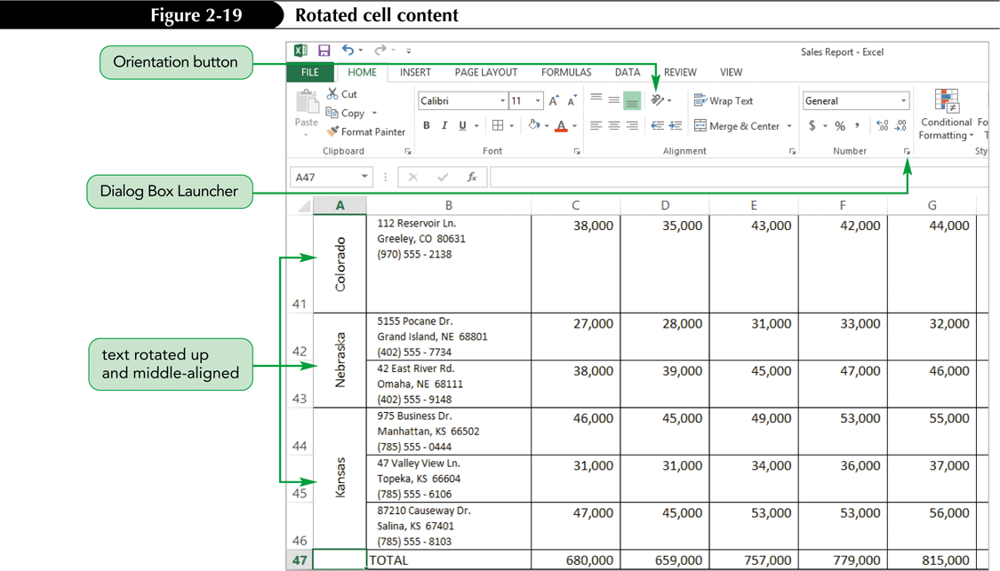 Figure 2-19 Rotated cell content
Orientation button
Sales Report - Excel
FILE HOME INSERT PAGE LAYOUT FORMULAS DATA REVIEW VIEW
Paste
Cut
Copy
Format Painter
Clipboard
Calibri 11
B I U
Font
Wrap Text
Merge & Center
Alignment
General
$ % ,
Number
Conditional
Formatting
Dialog Box Launcher
A47 fx
A B C D E F G
41 Colorado
112 Reservoir Ln.
Greeley, CO 80631
(970) 555 - 2138
38,000 35,000 43,000 42,000 44,000
text rotated up
and middle-aligned
42 Nebraska
5155 Pocane Dr.
Grand Island, NE 68801
(402) 555 - 7734
27,000 28,000 31,000 33,000 32,000
43
42 East River Rd.
Omaha, NE 68111
(402) 555 - 9148
38,000 39,000 45,000 47,000 46,000
44
975 Business Dr.
Manhattan, KS 66502
(785) 555 - 0444
46,000 45,000 49,000 53,000 55,000
45 Kansas
47 Valley View Ln.
Topeka, KS 66604
(785) 555 - 6106
31,000 31,000 34,000 36,000 37,000
46
87210 Causeway Dr.
Salina, KS 67401
(785) 555 - 8103
47,000 45,000 53,000 53,000 56,000
47 TOTAL 680,000 659,000 757,000 779,000 815,000